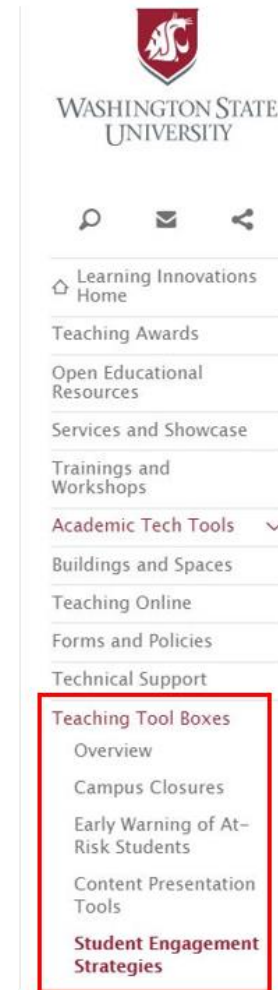 WASHINGTON STATE
UNIVERSITY
Learning Innovations
Home
Teaching Awards
Open Educational
Resources
Services and Showcase
Trainings and
Workshops
Academic Tech Tools
Buildings and Spaces
Teaching Online
Forms and Policies
Technical Support
Teaching Tool Boxes
Overview
Campus Closures
Early Warning of At-
Risk Students
Content Presentation
Tools
Student Engagement
Strategies